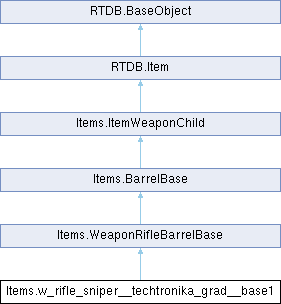 RTDB.BaseObject
RTDB.Item
Items.ItemWeaponChild
Items.BarrelBase
Items.WeaponRifleBarrelBase
Items.w_rifle_sniper__techtronika_grad__base1